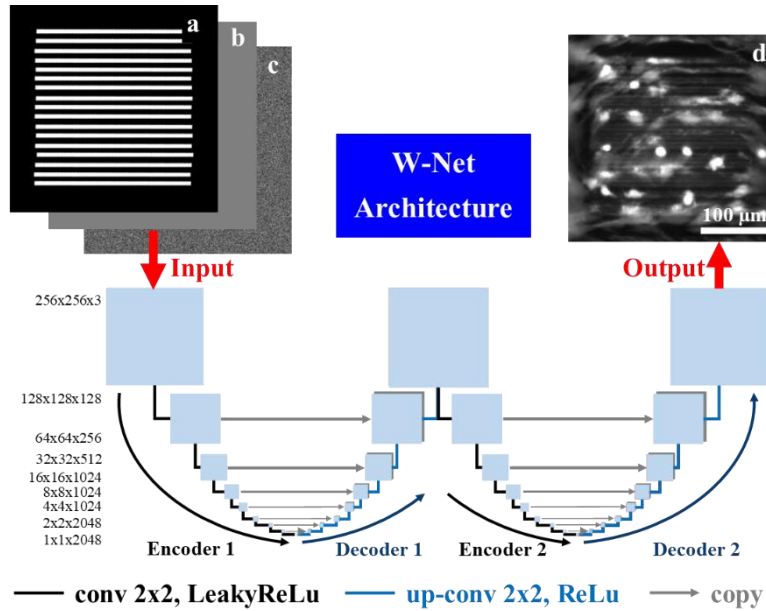 a
b
c
d
W-Net
Architecture
100 μm
Input
Output
256x256x3
128x128x128
64x64x256
32x32x512
16x16x1024
8x8x1024
4x4x1024
2x2x2048
1x1x2048
Encoder 1
Decoder 1
Encoder 2
Decoder 2
conv 2x2, LeakyReLu
up-conv 2x2, ReLu
copy